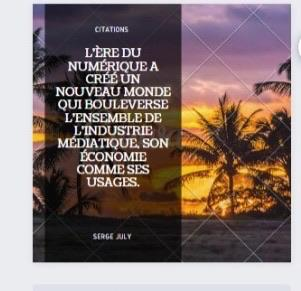 CITATIONS
L'ÈRE DU
NUMÉRIQUE A
CRÉÉ UN
NOUVEAU MONDE
QUI BOULEVERSE
L'ENSEMBLE DE
L'INDUSTRIE
MÉDIATIQUE, SON
ÉCONOMIE
COMME SES
USAGES.
SERGE JULY